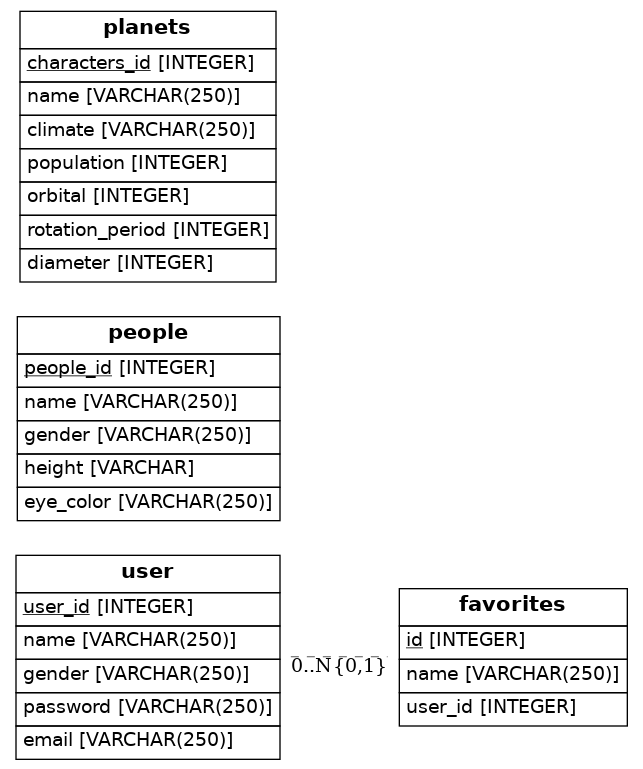 planets
characters_id [INTEGER]
name [VARCHAR(250)]
climate [VARCHAR(250)]
population [INTEGER]
orbital [INTEGER]
rotation_period [INTEGER]
diameter [INTEGER]
people
people_id [INTEGER]
name [VARCHAR(250)]
gender [VARCHAR(250)]
height [VARCHAR]
eye_color [VARCHAR(250)]
user
user_id [INTEGER]
name [VARCHAR(250)]
gender [VARCHAR(250)]
password [VARCHAR(250)]
email [VARCHAR(250)]
0..N{0,1}
favorites
id [INTEGER]
name [VARCHAR(250)]
user_id [INTEGER]